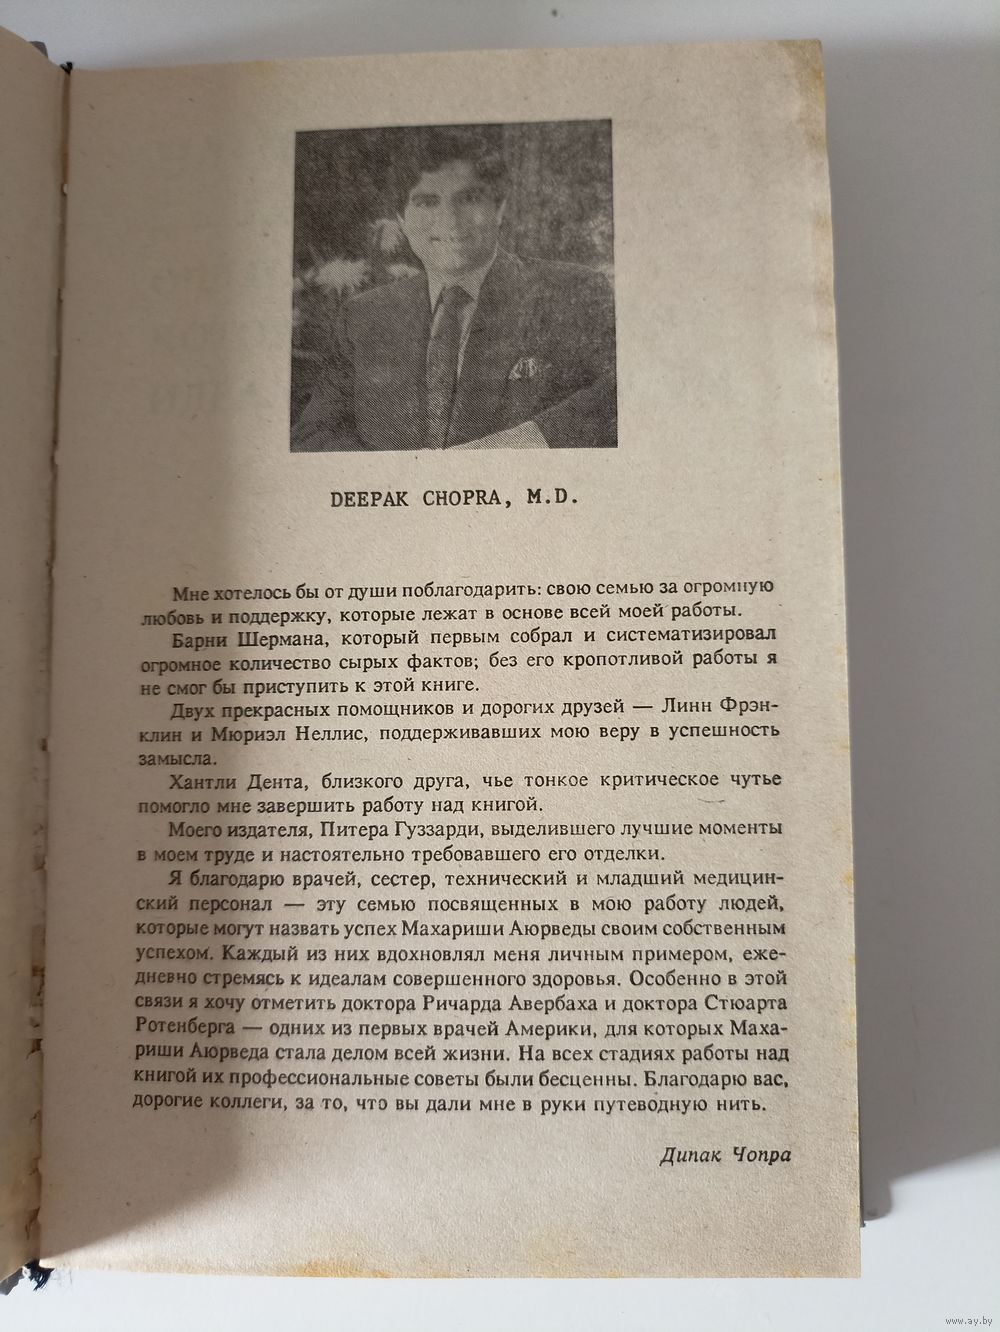 DEEPAK CHOPRA, M.D.
Мне хотелось бы от души поблагодарить: свою семью за огромную
любовь и поддержку, которые лежат в основе всей моей работы.
Барни Шермана, который первым собрал и систематизировал
огромное количество сырых фактов; без его кропотливой работы я
не смог бы приступить к этой книге.
Двух прекрасных помощников и дорогих друзей — Линн Фрэн-
клин и Мюриэл Неллис, поддерживавших мою веру в успешность
замысла.
Хантли Дента, близкого друга, чье тонкое критическое чутье
помогло мне завершить работу над книгой.
Моего издателя, Питера Гуззарди, выделившего лучшие моменты
в моем труде и настоятельно требовавшего его отделки.
Я благодарю врачей, сестер, технический и младший медицин-
ский персонал — эту семью посвященных в мою работу людей,
которые могут назвать успех Махариши Аюрведы своим собственным
успехом. Каждый из них вдохновлял меня личным примером, еже-
дневно стремясь к идеалам совершенного здоровья. Особенно в этой
связи я хочу отметить доктора Ричарда Авербаха и доктора Стюарта
Ротенберга — одних из первых врачей Америки, для которых Маха-
риши Аюрведа стала делом всей жизни. На всех стадиях работы над
книгой их профессиональные советы были бесценны. Благодарю вас,
дорогие коллеги, за то, что вы дали мне в руки путеводную нить.
Дипак Чопра
www.ay.by